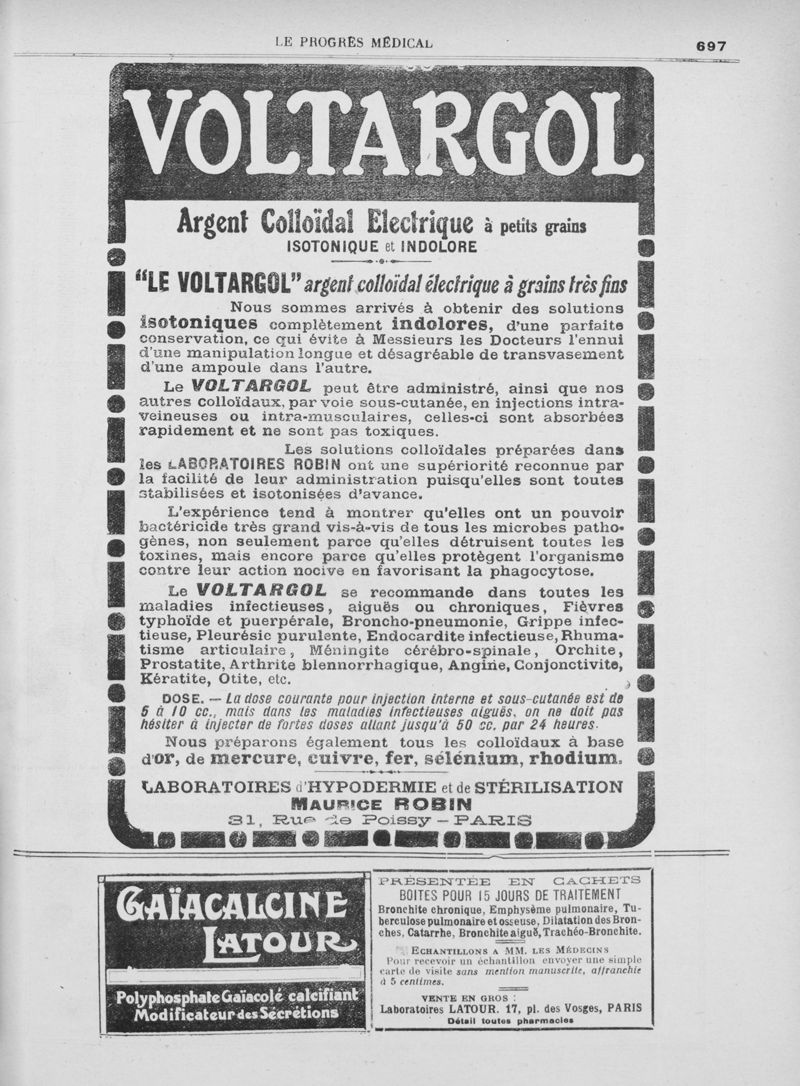 LE PROGRÈS MÉDICAL
697
VOLTARGOL
Argent Colloïdal Electrique à petits grains
ISOTONIQUE et INDOLORE
“LE VOLTARGOL” argent colloïdal électrique à grains très fins
Nous sommes arrivés à obtenir des solutions
isotoniques complètement indolores, d'une parfaite
conservation, ce qui évite à Messieurs les Docteurs l'ennui
d'une manipulation longue et désagréable de transvasement
d'une ampoule dans l'autre.
Le VOLTARGOL peut être administré, ainsi que nos
autres colloïdaux, par voie sous-cutanée, en injections intra-
veineuses ou intra-musculaires, celles-ci sont absorbées
rapidement et ne sont pas toxiques.
Les solutions colloïdales préparées dans
les LABORATOIRES ROBIN ont une supériorité reconnue par
la facilité de leur administration puisqu'elles sont toutes
stabilisées et isotonisées d'avance.
L'expérience tend à montrer qu'elles ont un pouvoir
bactéricide très grand vis-à-vis de tous les microbes patho-
gènes, non seulement parce qu'elles détruisent toutes les
toxines, mais encore parce qu'elles protègent l'organisme
contre leur action nocive en favorisant la phagocytose.
Le VOLTARGOL se recommande dans toutes les
maladies infectieuses, aiguës ou chroniques, Fièvres
typhoïde et puerpérale, Broncho-pneumonie, Grippe infec-
tieuse, Pleurésic purulente, Endocardite infectieuse, Rhuma-
tisme articulaire, Méningite cérébro-spinale, Orchite,
Prostatite, Arthrite blennorrhagique, Angine, Conjonctivite,
Kératite, Otite, etc.
DOSE. — La dose courante pour injection interne et sous-cutanée est de
5 à 10 cc., mais dans les maladies infectieuses aiguës, on ne doit pas
hésiter à injecter de fortes doses allant jusqu'à 50 cc. par 24 heures.
Nous préparons également tous les colloïdaux à base
d'or, de mercure, cuivre, fer, sélénium, rhodium.
LABORATOIRES d'HYPODERMIE et de STÉRILISATION
MAURICE ROBIN
31, Rue de Poissy — PARIS
GAÏACALCINE
LATOUR
Polyphosphate Gaïacolé calcifiant
Modificateur des Sécrétions
PRÉSENTÉE EN CACHETS
BOITES POUR 15 JOURS DE TRAITEMENT
Bronchite chronique, Emphysème pulmonaire, Tu-
berculose pulmonaire et osseuse, Dilatation des Bron-
ches, Catarrhe, Bronchite aiguë, Trachéo-Bronchite.
ECHANTILLONS A MM. LES MÉDECINS
Pour recevoir un échantillon envoyer une simple
carte de visite sans mention manuscrite, affranchie
à 5 centimes.
VENTE EN GROS :
Laboratoires LATOUR. 17, pl. des Vosges, PARIS
Détail toutes pharmacies